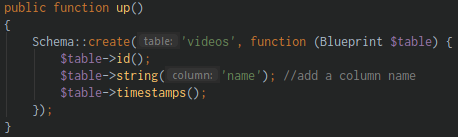 public function up()
{
    Schema::create( table: 'videos', function (Blueprint $table) {
        $table->id();
        $table->string( column: 'name'); //add a column name
        $table->timestamps();
    });
}